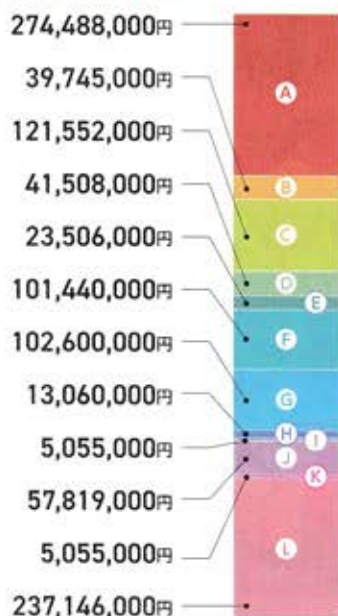 274,488,000円
39,745,000円
121,552,000円
41,508,000円
23,506,000円
101,440,000円
102,600,000円
13,060,000円
5,055,000円
57,819,000円
5,055,000円
237,146,000円
A
B
C
D
E
F
G
H
I
J
K
L